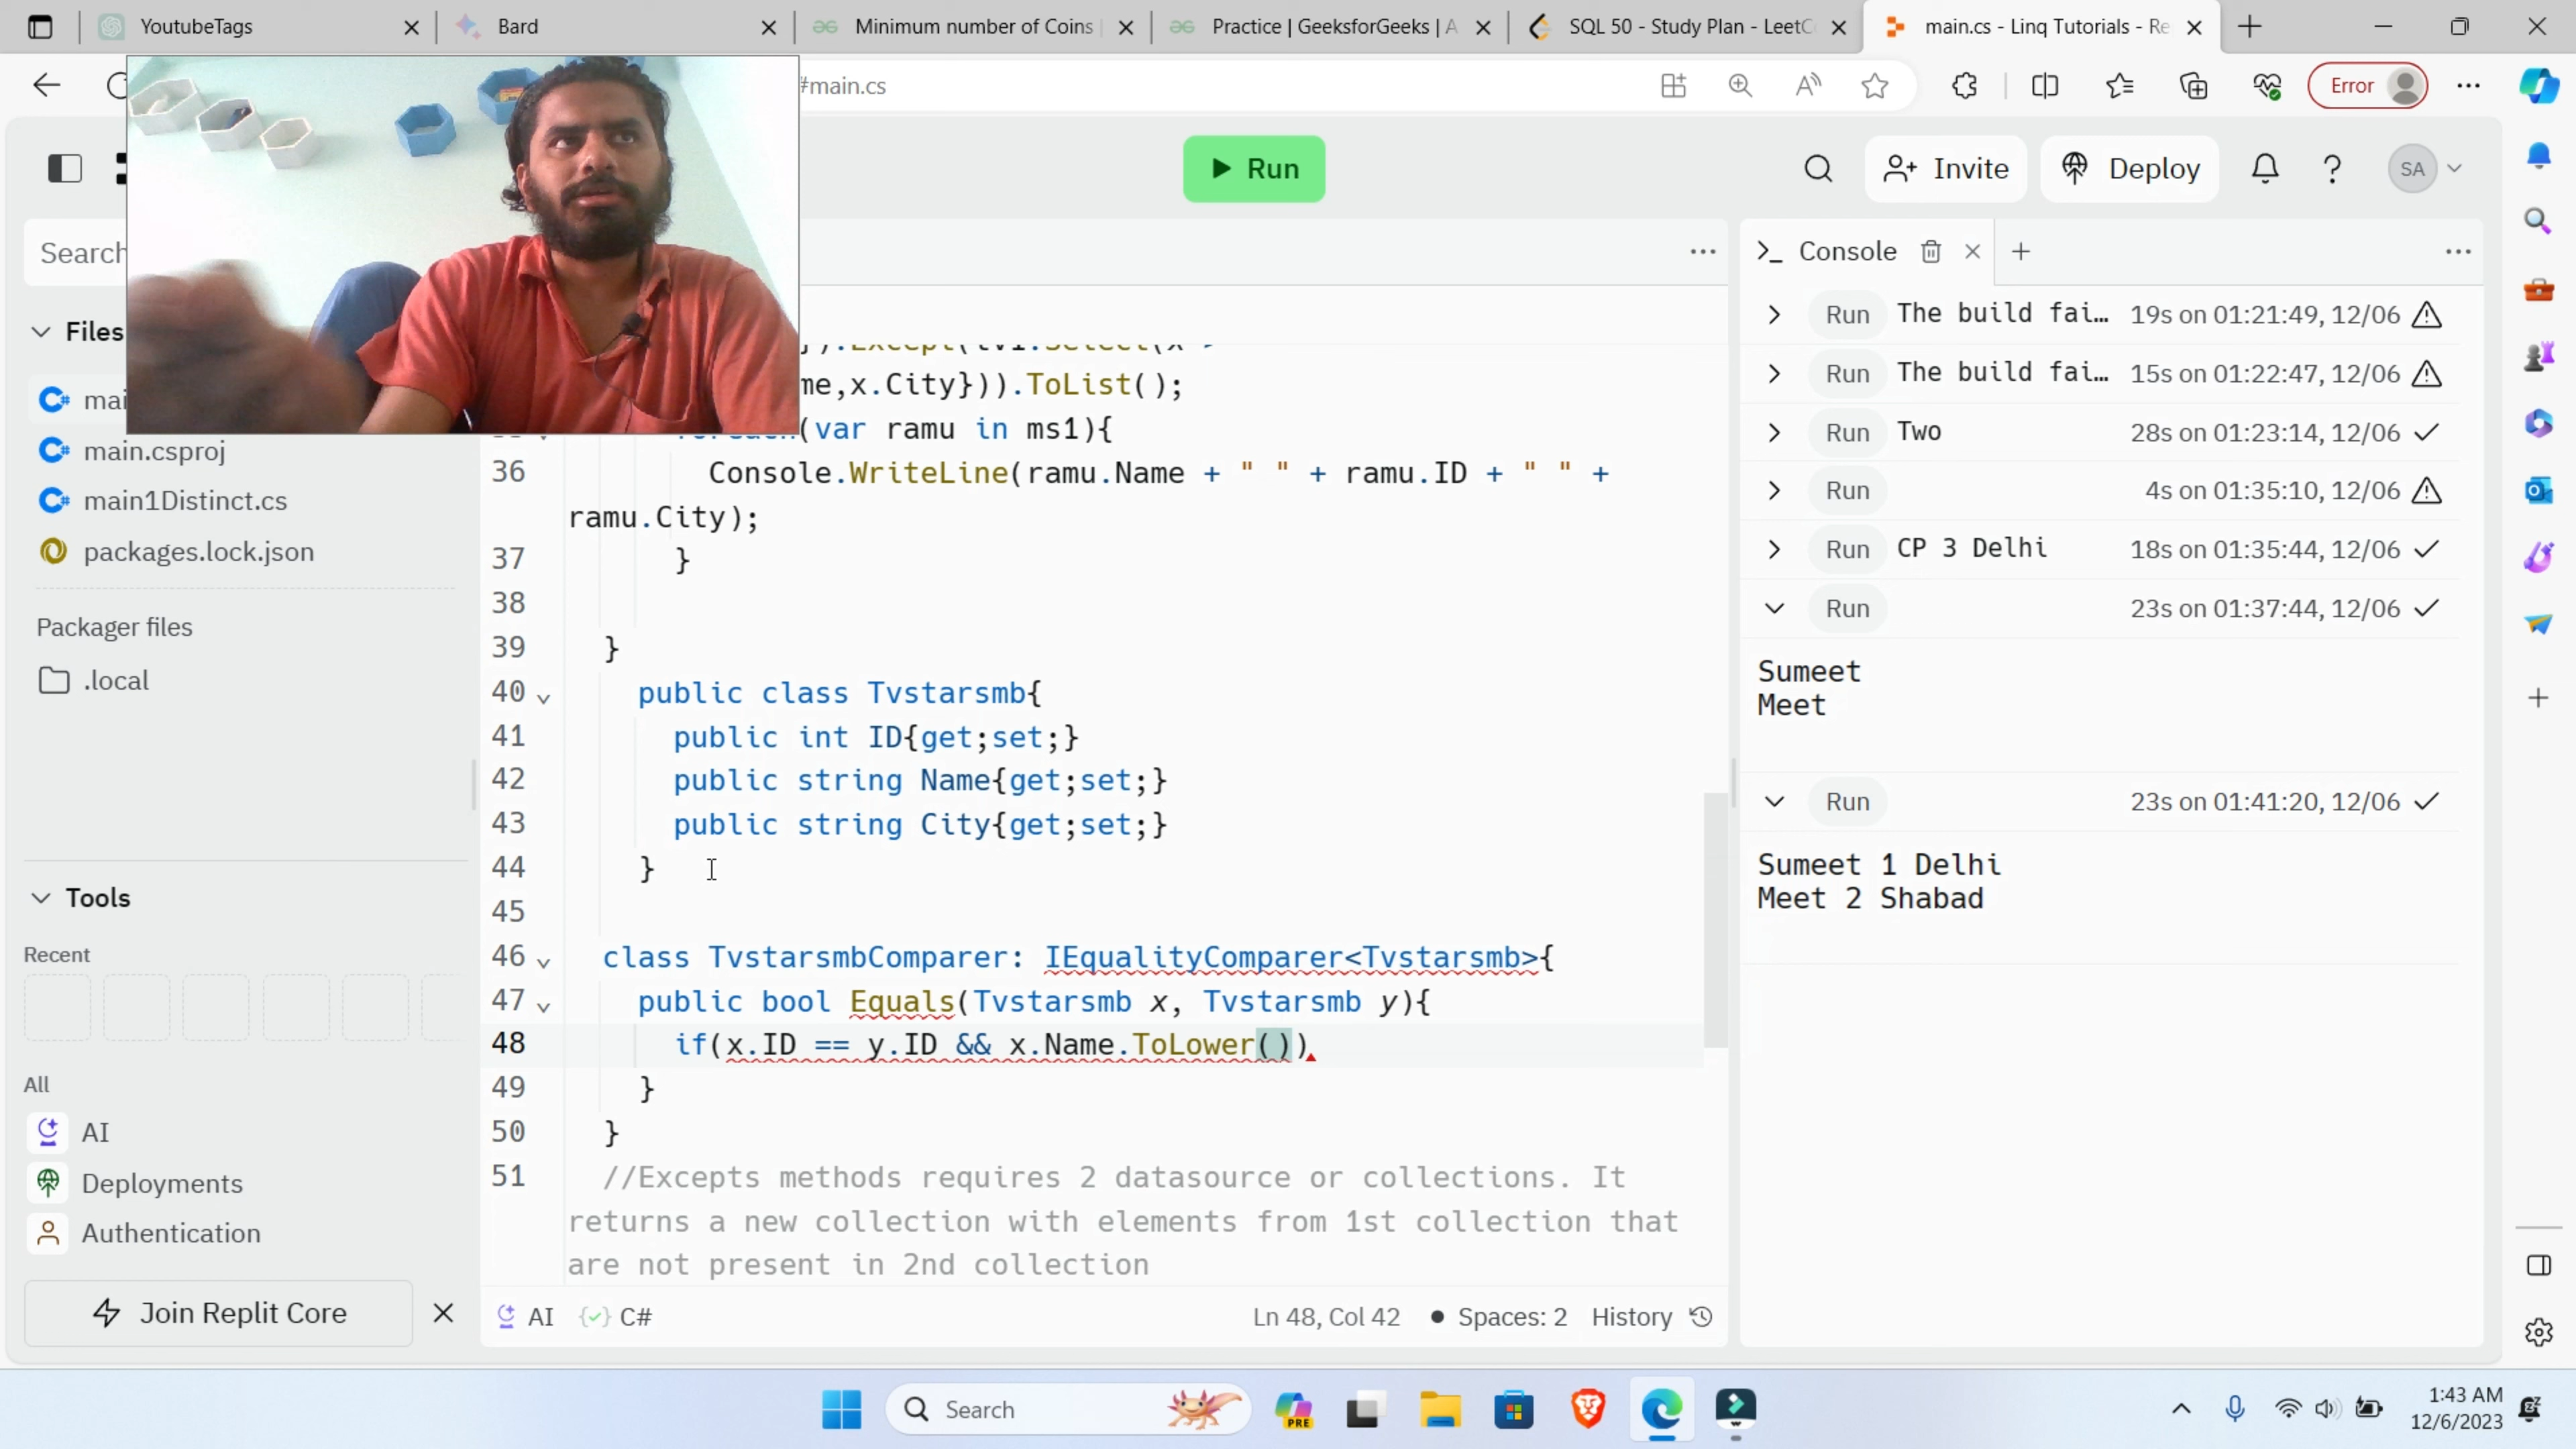 YoutubeTags
Bard
Minimum number of Coins
Practice | GeeksforGeeks | A
SQL 50 - Study Plan - LeetC
main.cs - Linq Tutorials - Re
#main.cs
Error
Run
Invite
Deploy
SA
Search
Files
mai
main.csproj
main1Distinct.cs
packages.lock.json
Packager files
.local
Tools
Recent
All
AI
Deployments
Authentication
Join Replit Core
me,x.City})).ToList();
(var ramu in ms1){
36 Console.WriteLine(ramu.Name + " " + ramu.ID + " " +
ramu.City);
37 }
38
39 }
40 public class Tvstarsmb{
41 public int ID{get;set;}
42 public string Name{get;set;}
43 public string City{get;set;}
44 }
45
46 class TvstarsmbComparer: IEqualityComparer<Tvstarsmb>{
47 public bool Equals(Tvstarsmb x, Tvstarsmb y){
48 if(x.ID == y.ID && x.Name.ToLower())
49 }
50 }
51 //Excepts methods requires 2 datasource or collections. It
returns a new collection with elements from 1st collection that
are not present in 2nd collection
AI C# Ln 48, Col 42 Spaces: 2 History
Console
Run The build fai… 19s on 01:21:49, 12/06
Run The build fai… 15s on 01:22:47, 12/06
Run Two 28s on 01:23:14, 12/06
Run 4s on 01:35:10, 12/06
Run CP 3 Delhi 18s on 01:35:44, 12/06
Run 23s on 01:37:44, 12/06
Sumeet
Meet
Run 23s on 01:41:20, 12/06
Sumeet 1 Delhi
Meet 2 Shabad
Search
PRE
1:43 AM
12/6/2023